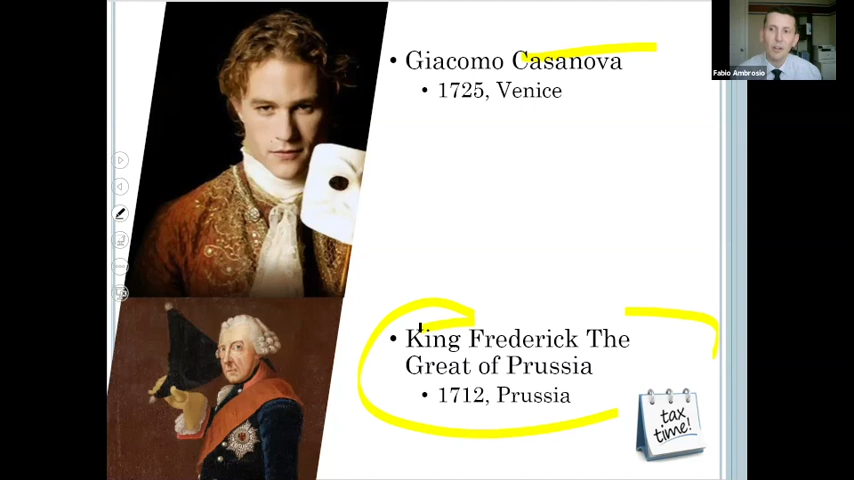 • Giacomo Casanova
• 1725, Venice
Fabio Ambrosio
• King Frederick The
Great of Prussia
• 1712, Prussia
tax
time!